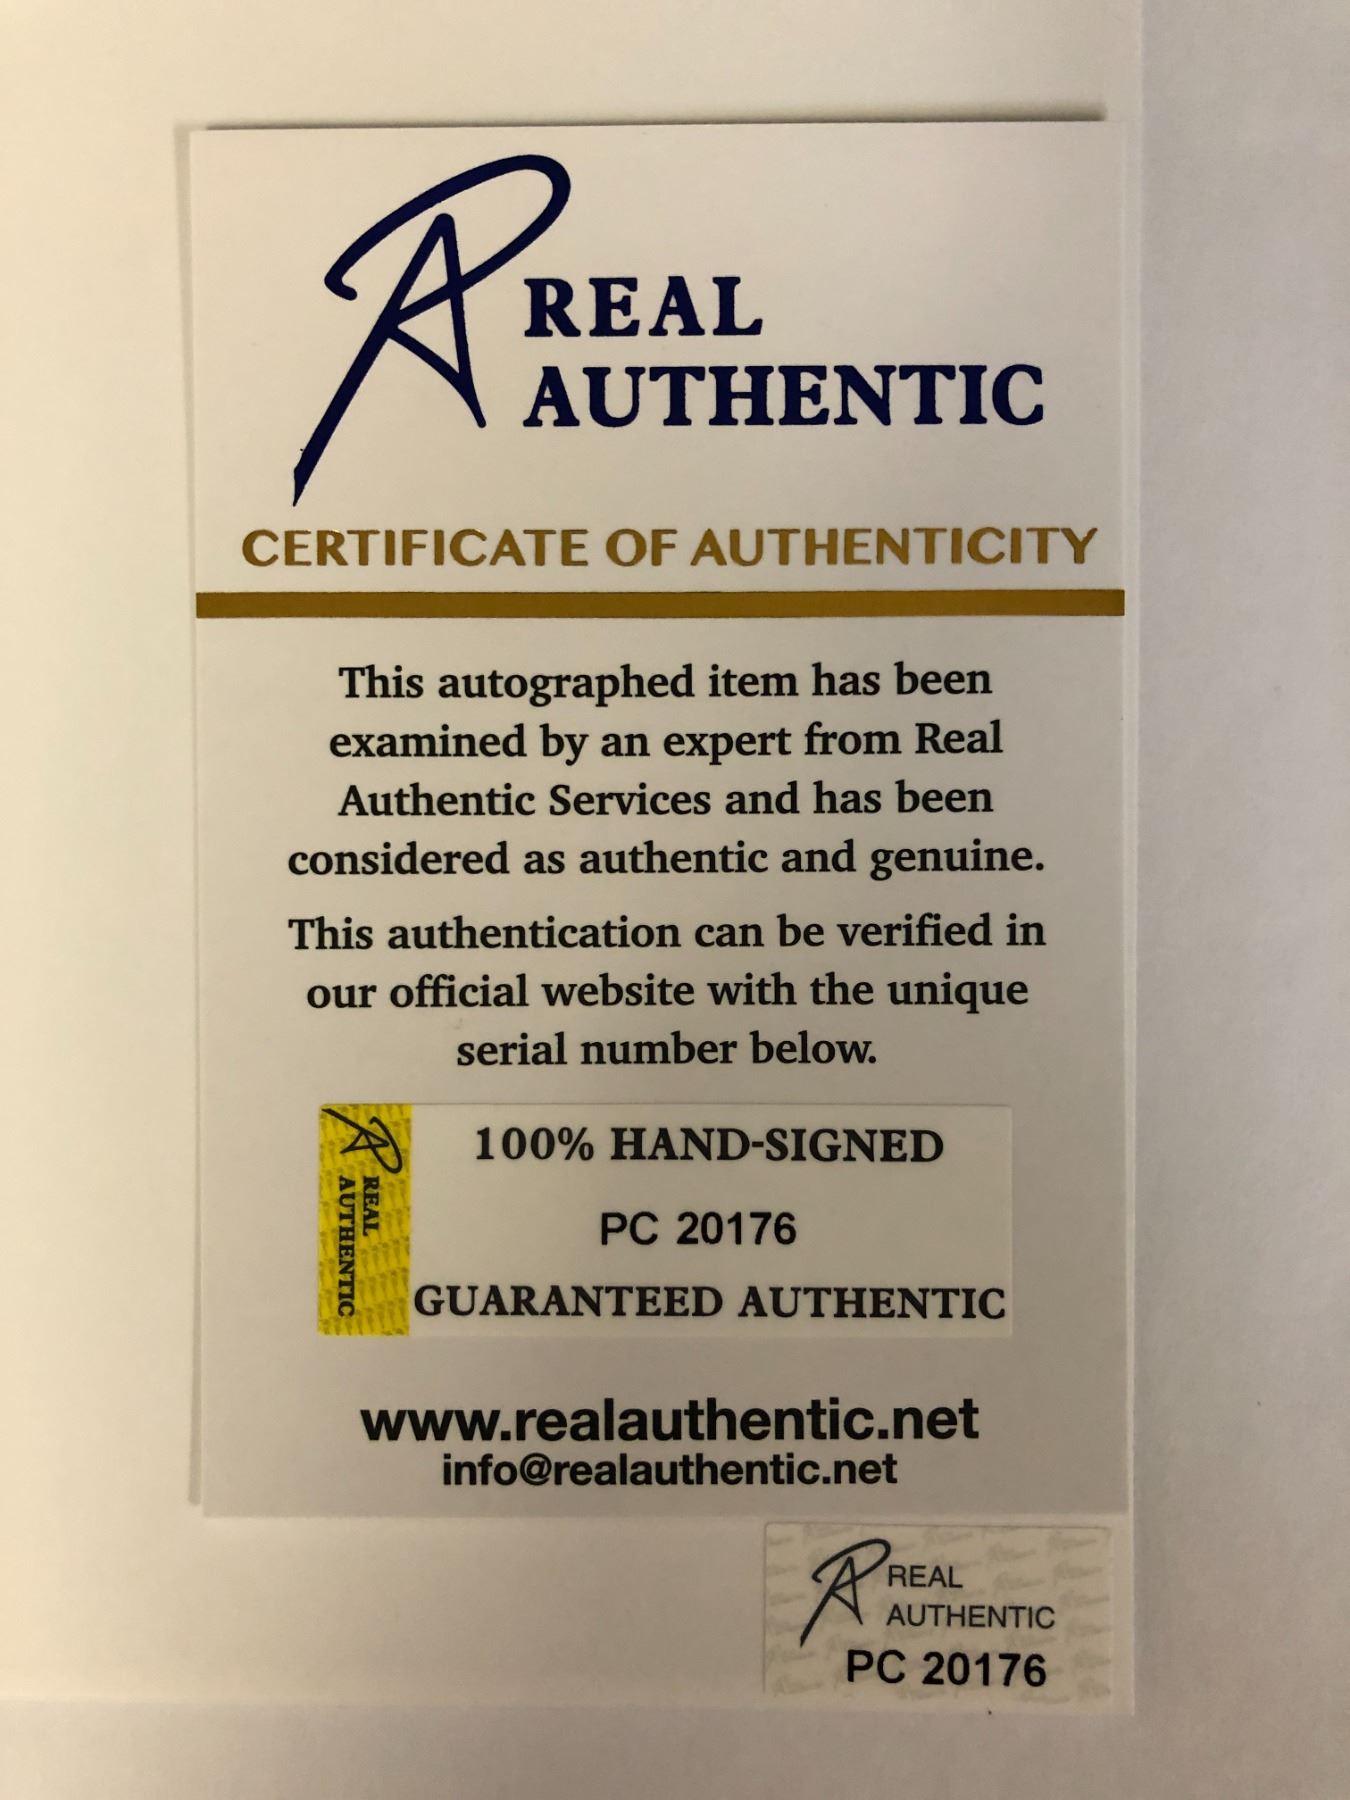 REAL
AUTHENTIC
CERTIFICATE OF AUTHENTICITY
This autographed item has been
examined by an expert from Real
Authentic Services and has been
considered as authentic and genuine.
This authentication can be verified in
our official website with the unique
serial number below.
REAL
AUTHENTIC
100% HAND-SIGNED
PC 20176
GUARANTEED AUTHENTIC
www.realauthentic.net
info@realauthentic.net
REAL
AUTHENTIC
PC 20176